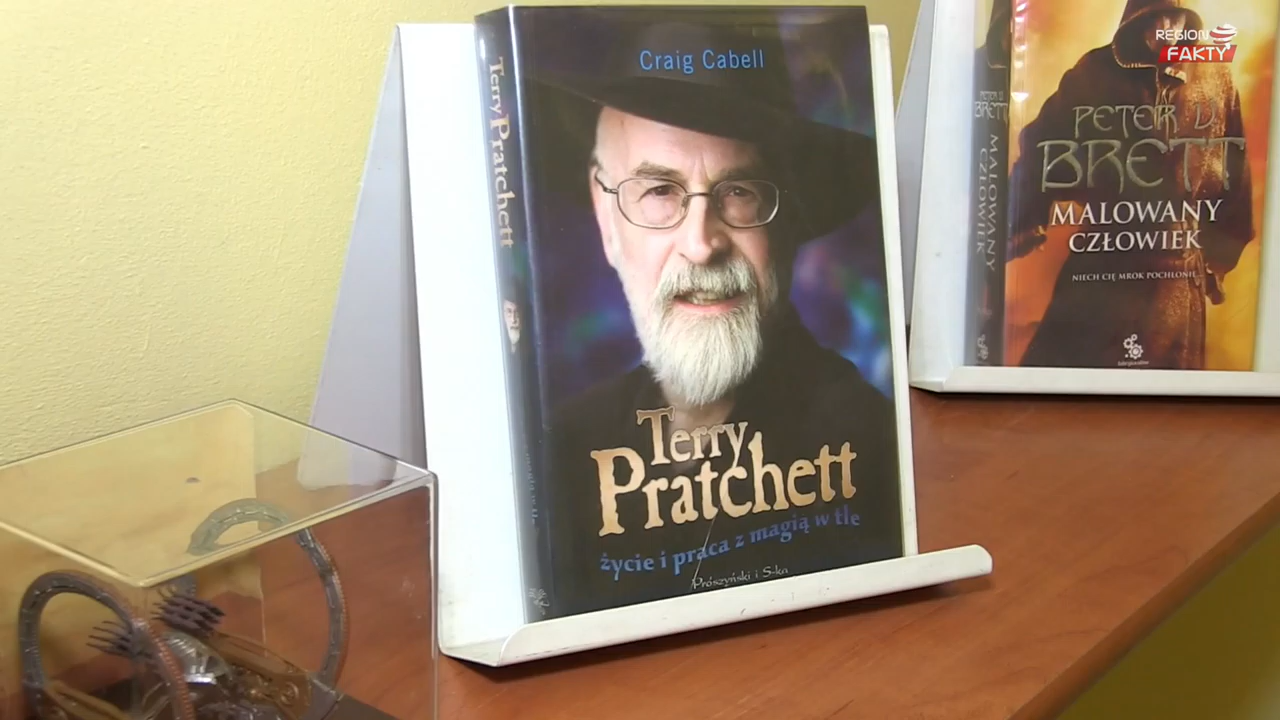 Craig Cabell
Terry
Pratchett
życie i praca z magią w tle
Prószyński i S-ka
Terry Pratchett
PETER V.
BRETT
MALOWANY
CZŁOWIEK
NIECH CIĘ MROK POCHŁONIE...
PETER V.
BRETT
MALOWANY
CZŁOWIEK
REGION
FAKTY